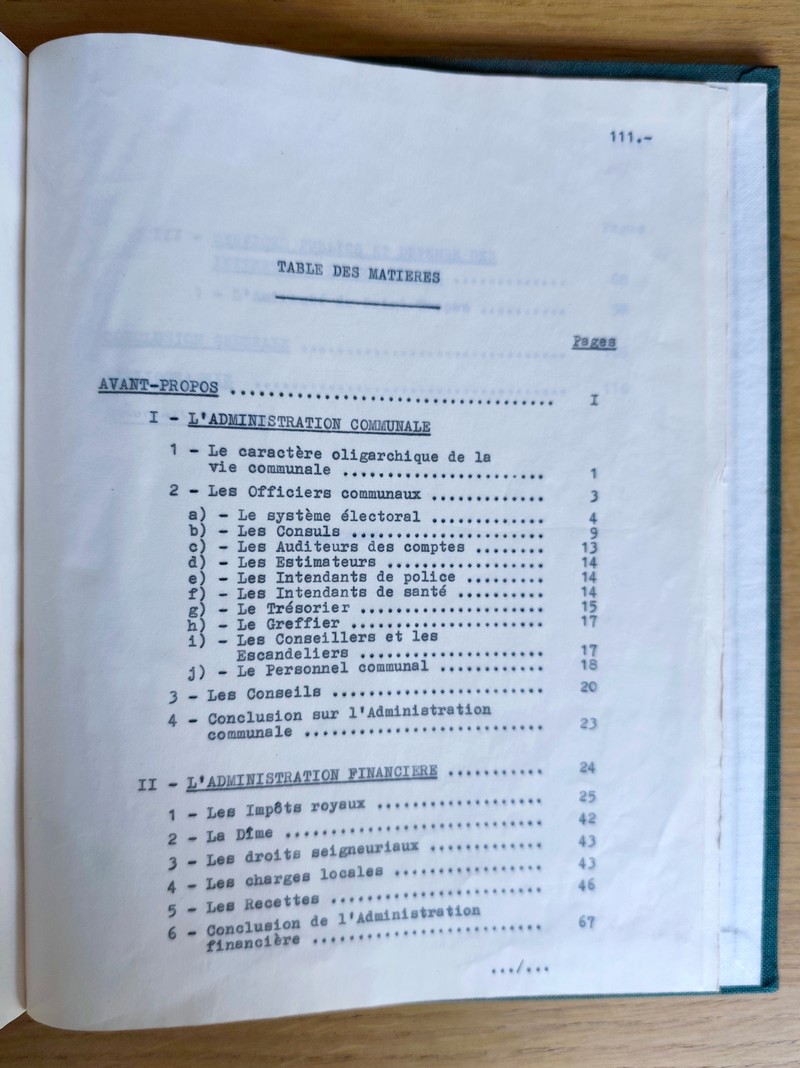 111.-
TABLE DES MATIERES
Pages
AVANT-PROPOS .................................... I
I - L'ADMINISTRATION COMMUNALE
1 - Le caractère oligarchique de la
vie communale ...................... 1
2 - Les Officiers communaux ............. 3
a) - Le système électoral ............. 4
b) - Les Consuls ...................... 9
c) - Les Auditeurs des comptes ........ 13
d) - Les Estimateurs .................. 14
e) - Les Intendants de police ......... 14
f) - Les Intendants de santé .......... 14
g) - Le Trésorier ..................... 15
h) - Le Greffier ...................... 17
i) - Les Conseillers et les
Escandeliers ..................... 17
j) - Le Personnel communal ............ 18
3 - Les Conseils ........................ 20
4 - Conclusion sur l'Administration
communale ........................... 23
II - L'ADMINISTRATION FINANCIERE ........... 24
1 - Les Impôts royaux ................... 25
2 - La Dîme ............................. 42
3 - Les droits seigneuriaux ............. 43
4 - Les charges locales ................. 43
5 - Les Recettes ........................ 46
6 - Conclusion de l'Administration
financière .......................... 67
.../...